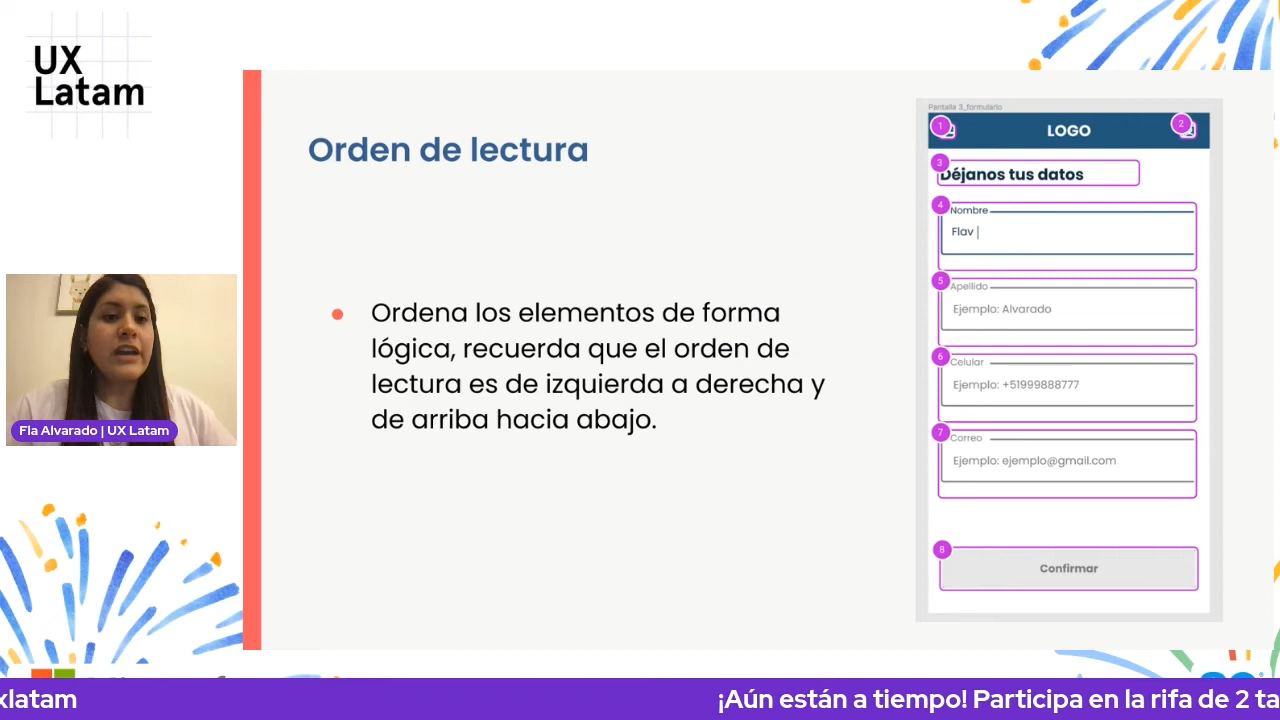 UX
Latam
Orden de lectura
Ordena los elementos de forma
lógica, recuerda que el orden de
lectura es de izquierda a derecha y
de arriba hacia abajo.
Pantalla 3_formulario
1
LOGO
2
3
Déjanos tus datos
4
Nombre
Flav |
5
Apellido
Ejemplo: Alvarado
6
Celular
Ejemplo: +51999888777
7
Correo
Ejemplo: ejemplo@gmail.com
8
Confirmar
Fla Alvarado | UX Latam
xlatam
¡Aún están a tiempo! Participa en la rifa de 2 ta